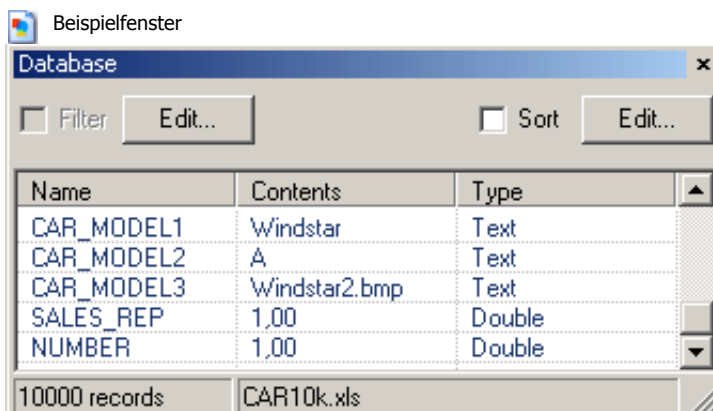 Beispielfenster
Database
Filter Edit... Sort Edit...
Name Contents Type
CAR_MODEL1 Windstar Text
CAR_MODEL2 A Text
CAR_MODEL3 Windstar2.bmp Text
SALES_REP 1,00 Double
NUMBER 1,00 Double
10000 records CAR10k.xls